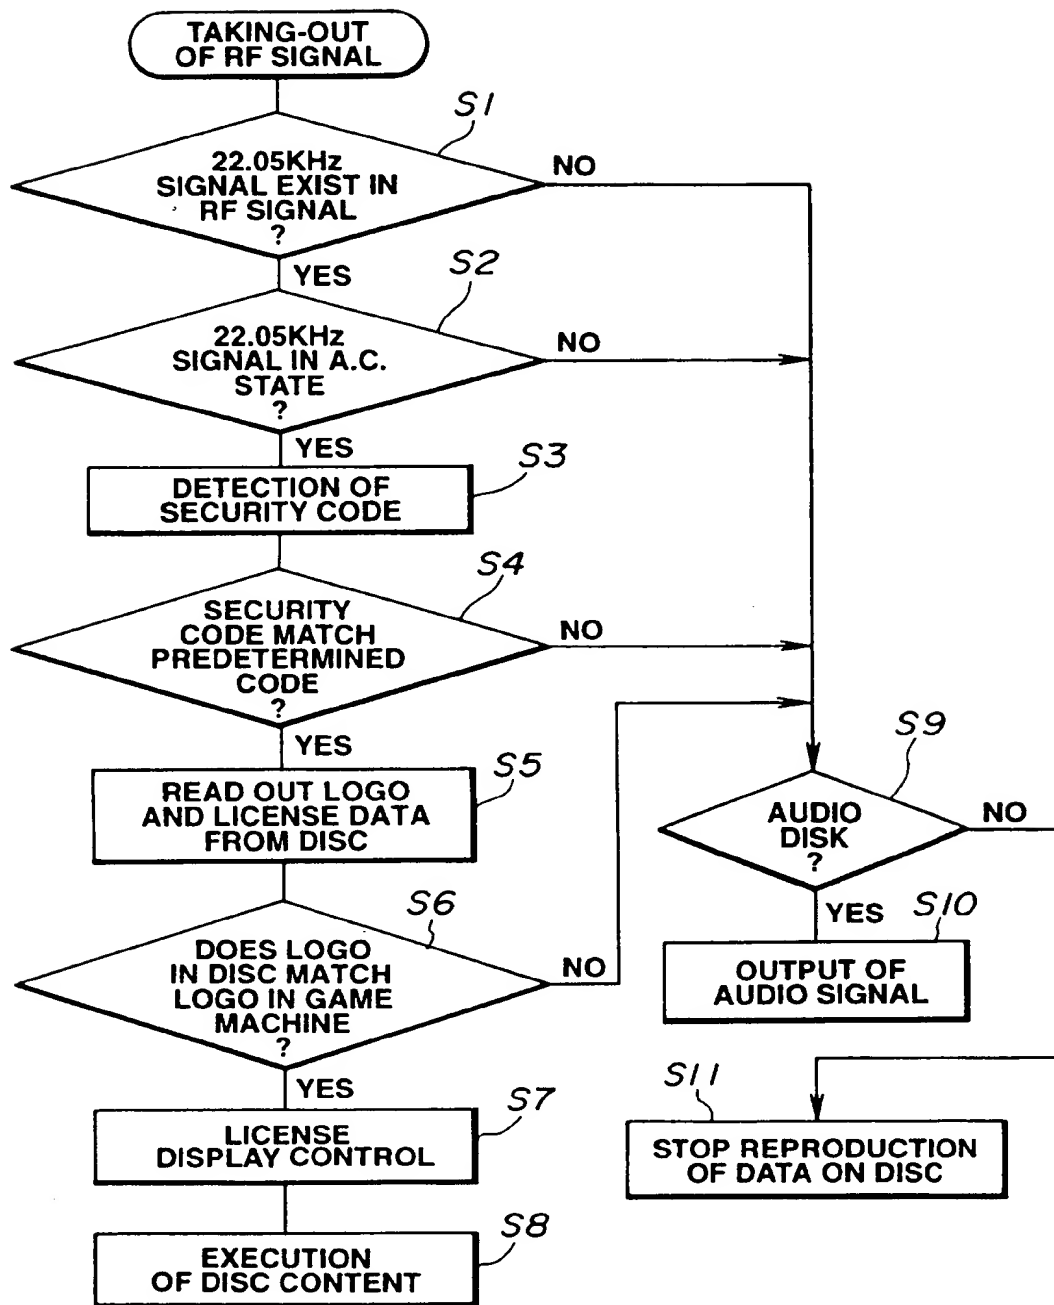 TAKING-OUT
OF RF SIGNAL
S1
22.05KHz
SIGNAL EXIST IN
RF SIGNAL
?
NO
YES
S2
22.05KHz
SIGNAL IN A.C.
STATE
?
NO
YES
S3
DETECTION OF
SECURITY CODE
S4
SECURITY
CODE MATCH
PREDETERMINED
CODE
?
NO
YES
S5
READ OUT LOGO
AND LICENSE DATA
FROM DISC
S6
DOES LOGO
IN DISC MATCH
LOGO IN GAME
MACHINE
?
NO
YES
S7
LICENSE
DISPLAY CONTROL
S8
EXECUTION
OF DISC CONTENT
S9
AUDIO
DISK
?
NO
YES
S10
OUTPUT OF
AUDIO SIGNAL
S11
STOP REPRODUCTION
OF DATA ON DISC